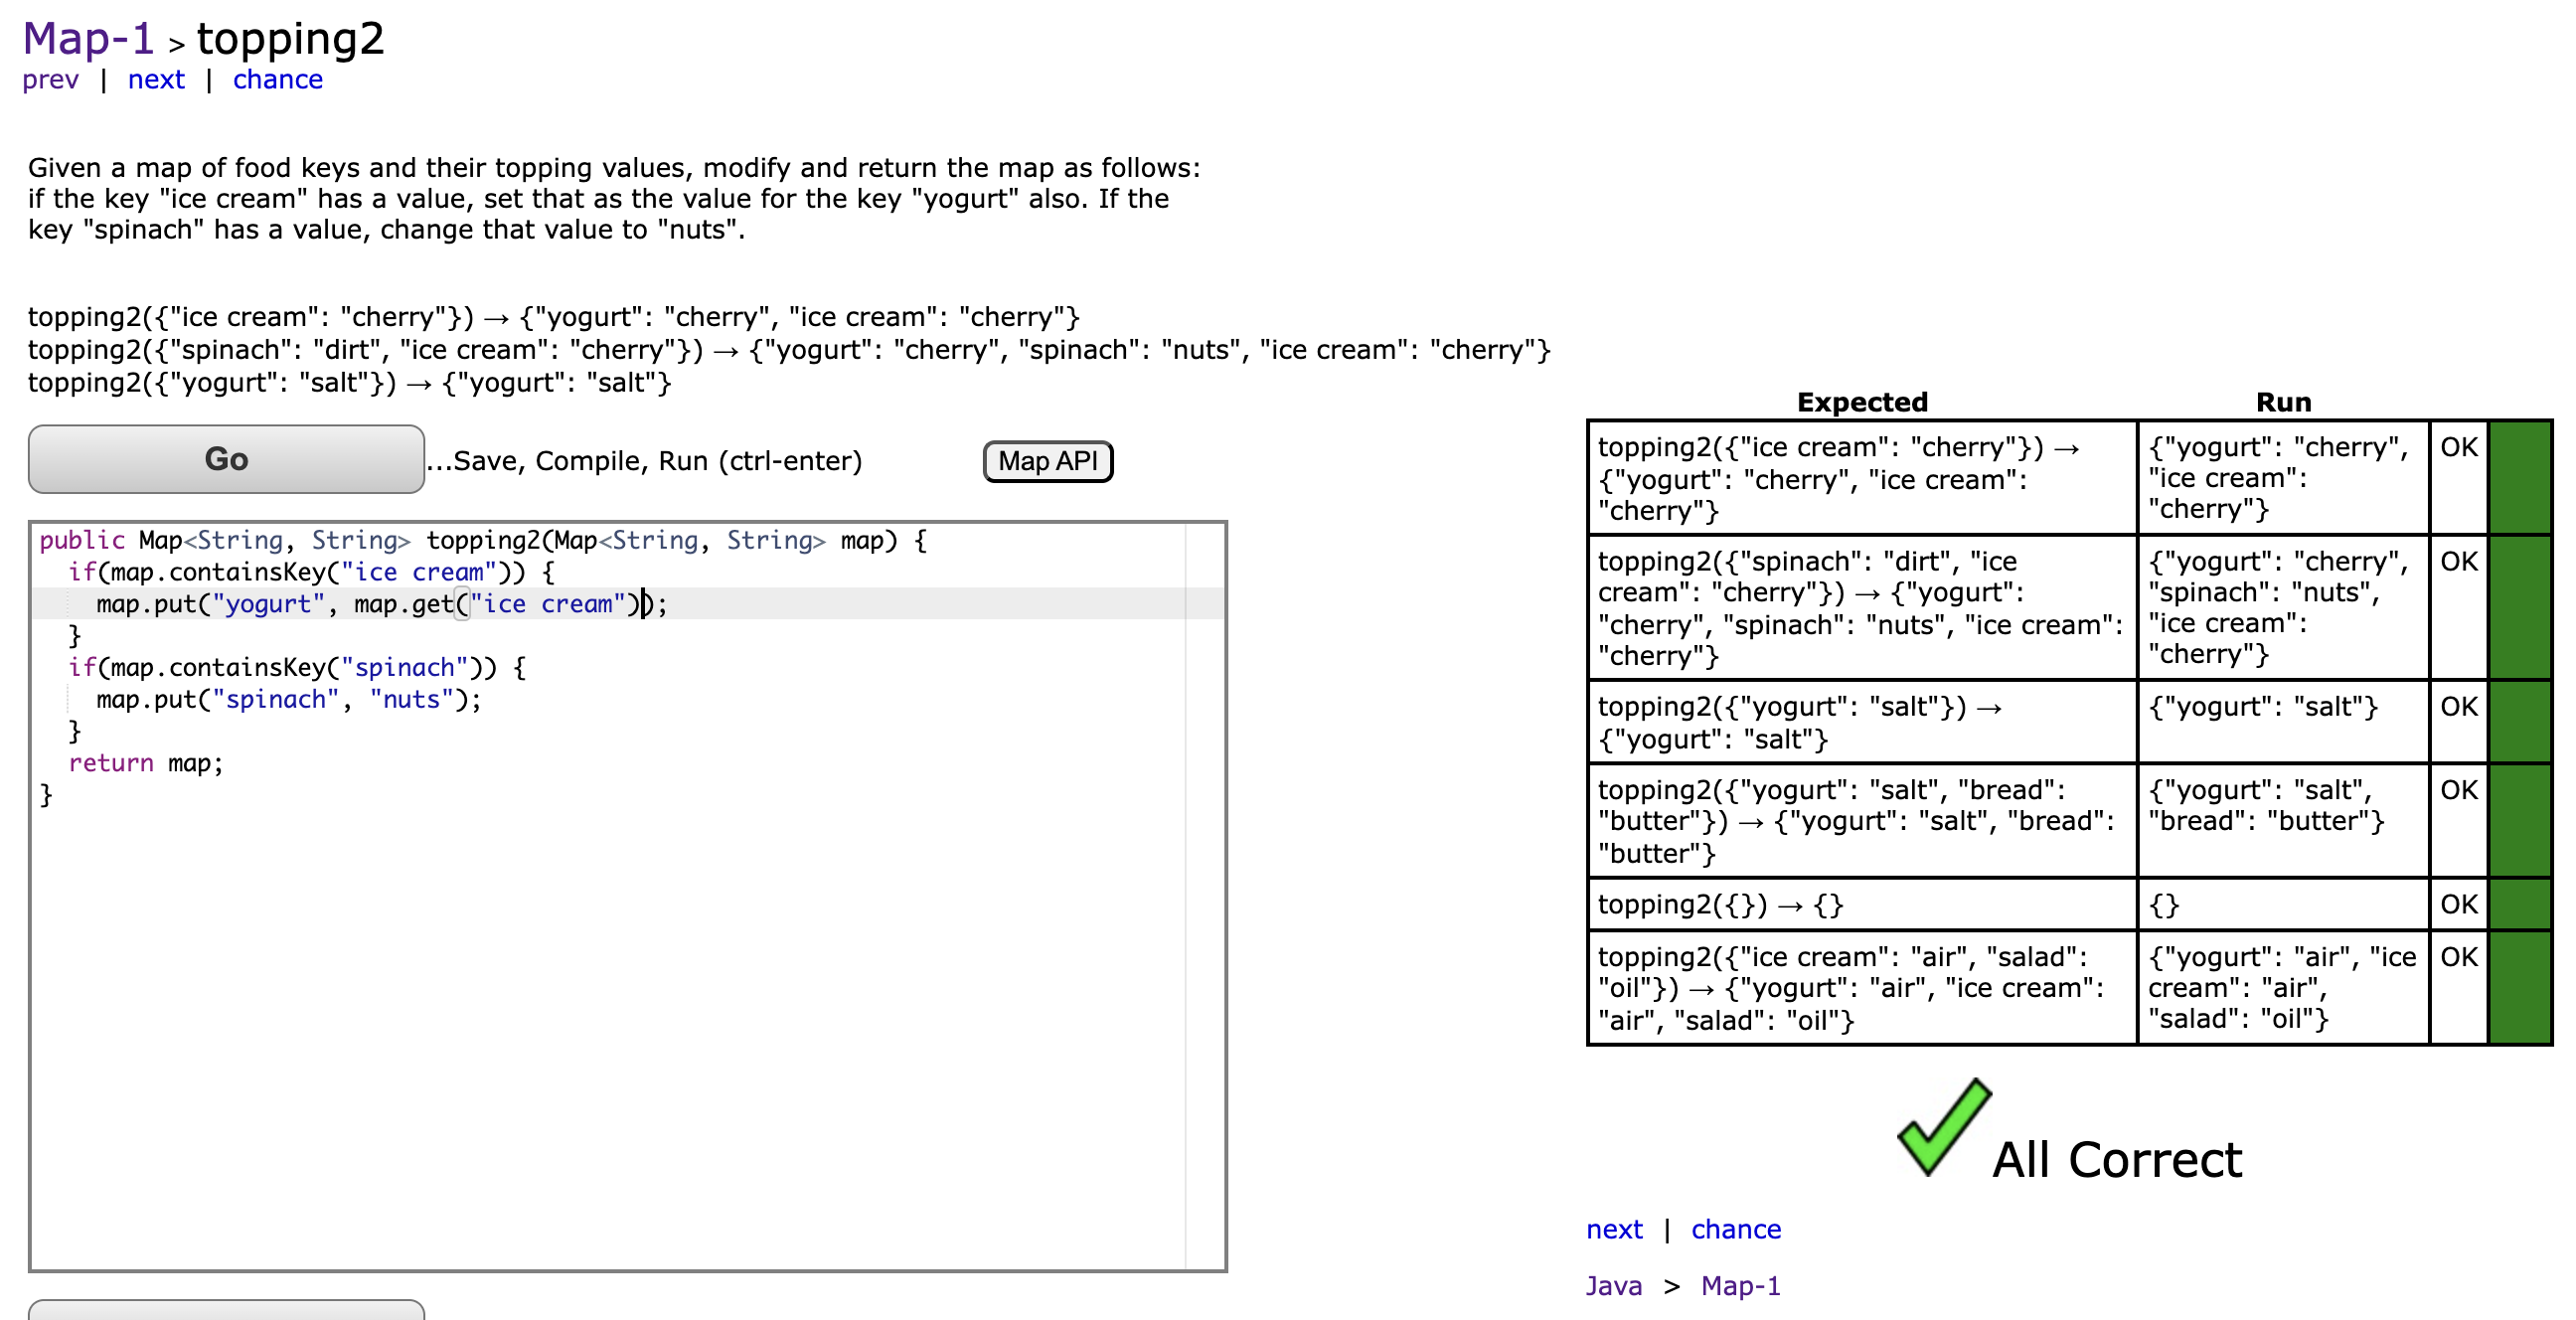 Map-1 > topping2
prev | next | chance
Given a map of food keys and their topping values, modify and return the map as follows:
if the key "ice cream" has a value, set that as the value for the key "yogurt" also. If the
key "spinach" has a value, change that value to "nuts".
topping2({"ice cream": "cherry"}) → {"yogurt": "cherry", "ice cream": "cherry"}
topping2({"spinach": "dirt", "ice cream": "cherry"}) → {"yogurt": "cherry", "spinach": "nuts", "ice cream": "cherry"}
topping2({"yogurt": "salt"}) → {"yogurt": "salt"}
Go ...Save, Compile, Run (ctrl-enter) Map API
public Map<String, String> topping2(Map<String, String> map) {
  if(map.containsKey("ice cream")) {
    map.put("yogurt", map.get("ice cream"));
  }
  if(map.containsKey("spinach")) {
    map.put("spinach", "nuts");
  }
  return map;
}
Expected Run
topping2({"ice cream": "cherry"}) →
{"yogurt": "cherry", "ice cream":
"cherry"}
{"yogurt": "cherry",
"ice cream":
"cherry"}
OK
topping2({"spinach": "dirt", "ice
cream": "cherry"}) → {"yogurt":
"cherry", "spinach": "nuts", "ice cream":
"cherry"}
{"yogurt": "cherry",
"spinach": "nuts",
"ice cream":
"cherry"}
OK
topping2({"yogurt": "salt"}) →
{"yogurt": "salt"}
{"yogurt": "salt"}
OK
topping2({"yogurt": "salt", "bread":
"butter"}) → {"yogurt": "salt", "bread":
"butter"}
{"yogurt": "salt",
"bread": "butter"}
OK
topping2({}) → {}
{}
OK
topping2({"ice cream": "air", "salad":
"oil"}) → {"yogurt": "air", "ice cream":
"air", "salad": "oil"}
{"yogurt": "air", "ice
cream": "air",
"salad": "oil"}
OK
All Correct
next | chance
Java > Map-1